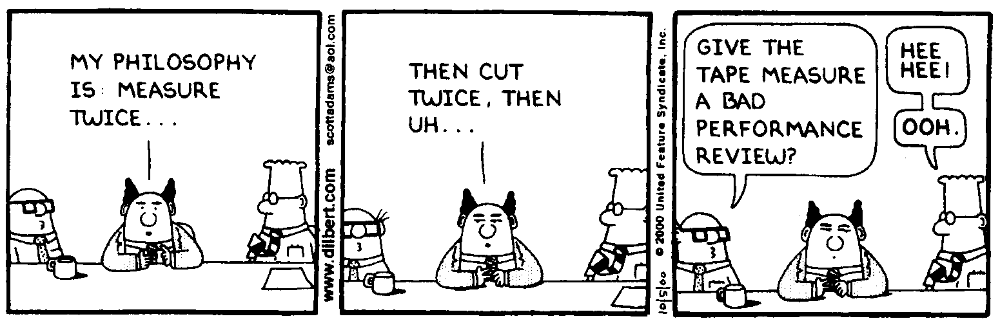 MY PHILOSOPHY
IS: MEASURE
TWICE...
www.dilbert.com scottadams@aol.com
THEN CUT
TWICE, THEN
UH...
10/5/00 © 2000 United Feature Syndicate, Inc.
GIVE THE
TAPE MEASURE
A BAD
PERFORMANCE
REVIEW?
HEE
HEE!
OOH.